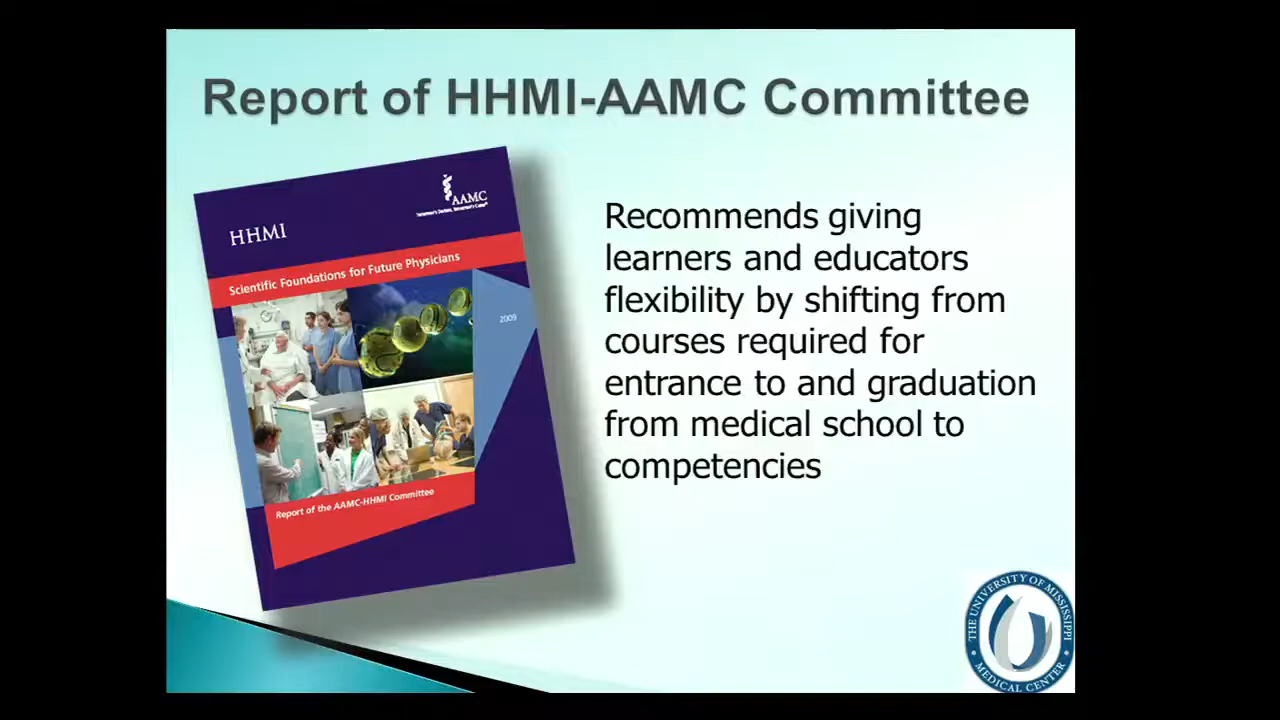 Report of HHMI-AAMC Committee
HHMI
AAMC
Scientific Foundations for Future Physicians
2009
Report of the AAMC-HHMI Committee
Recommends giving
learners and educators
flexibility by shifting from
courses required for
entrance to and graduation
from medical school to
competencies
THE UNIVERSITY OF MISSISSIPPI
MEDICAL CENTER